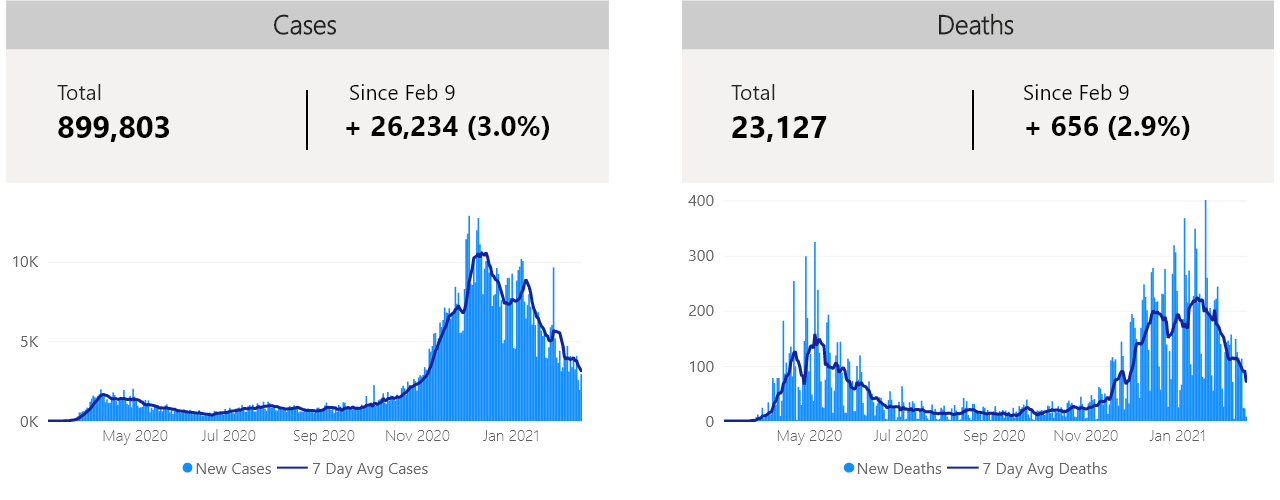 Cases
Total
899,803
Since Feb 9
+ 26,234 (3.0%)
10K
5K
0K
May 2020 Jul 2020 Sep 2020 Nov 2020 Jan 2021
New Cases 7 Day Avg Cases
Deaths
Total
23,127
Since Feb 9
+ 656 (2.9%)
400
300
200
100
0
May 2020 Jul 2020 Sep 2020 Nov 2020 Jan 2021
New Deaths 7 Day Avg Deaths